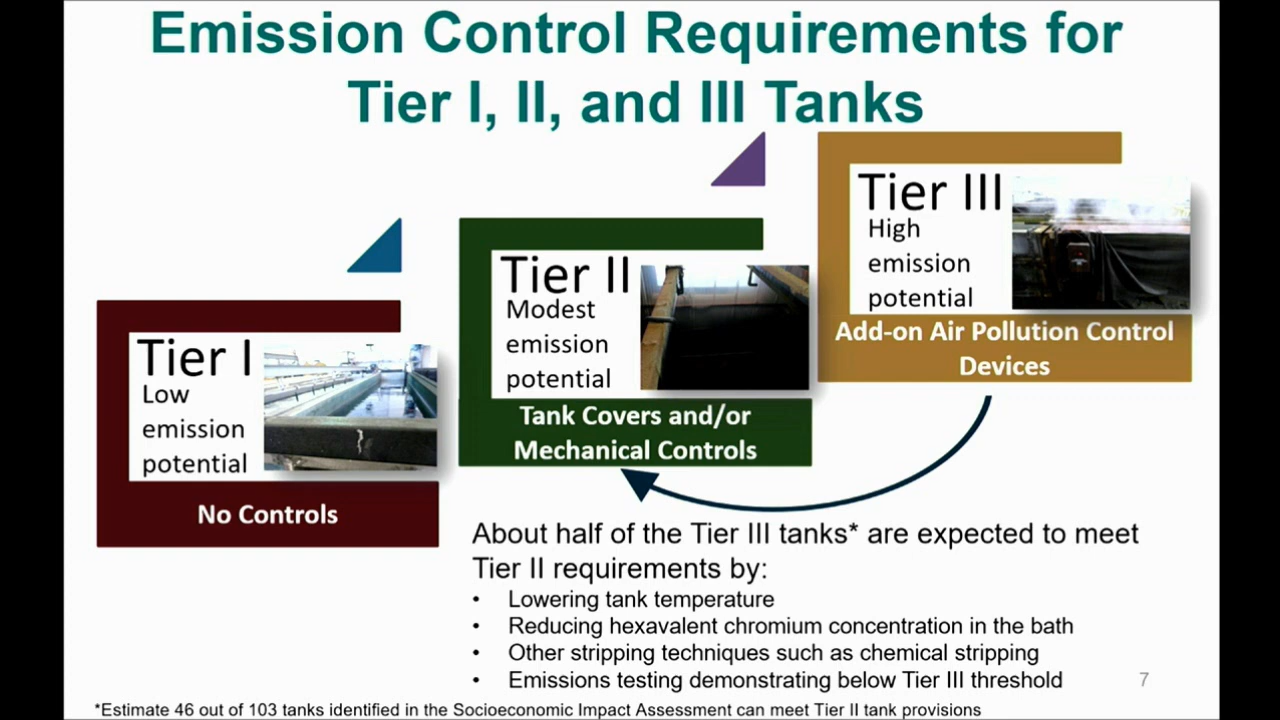 Emission Control Requirements for
Tier I, II, and III Tanks
Tier I
Low
emission
potential
No Controls
Tier II
Modest
emission
potential
Tank Covers and/or
Mechanical Controls
Tier III
High
emission
potential
Add-on Air Pollution Control
Devices
About half of the Tier III tanks* are expected to meet
Tier II requirements by:
• Lowering tank temperature
• Reducing hexavalent chromium concentration in the bath
• Other stripping techniques such as chemical stripping
• Emissions testing demonstrating below Tier III threshold
7
*Estimate 46 out of 103 tanks identified in the Socioeconomic Impact Assessment can meet Tier II tank provisions